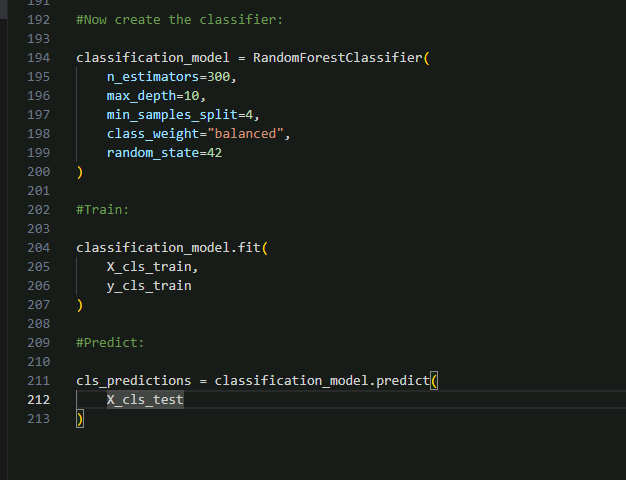 191
192 #Now create the classifier:
193
194 classification_model = RandomForestClassifier(
195     n_estimators=300,
196     max_depth=10,
197     min_samples_split=4,
198     class_weight="balanced",
199     random_state=42
200 )
201
202 #Train:
203
204 classification_model.fit(
205     X_cls_train,
206     y_cls_train
207 )
208
209 #Predict:
210
211 cls_predictions = classification_model.predict(
212     X_cls_test
213 )